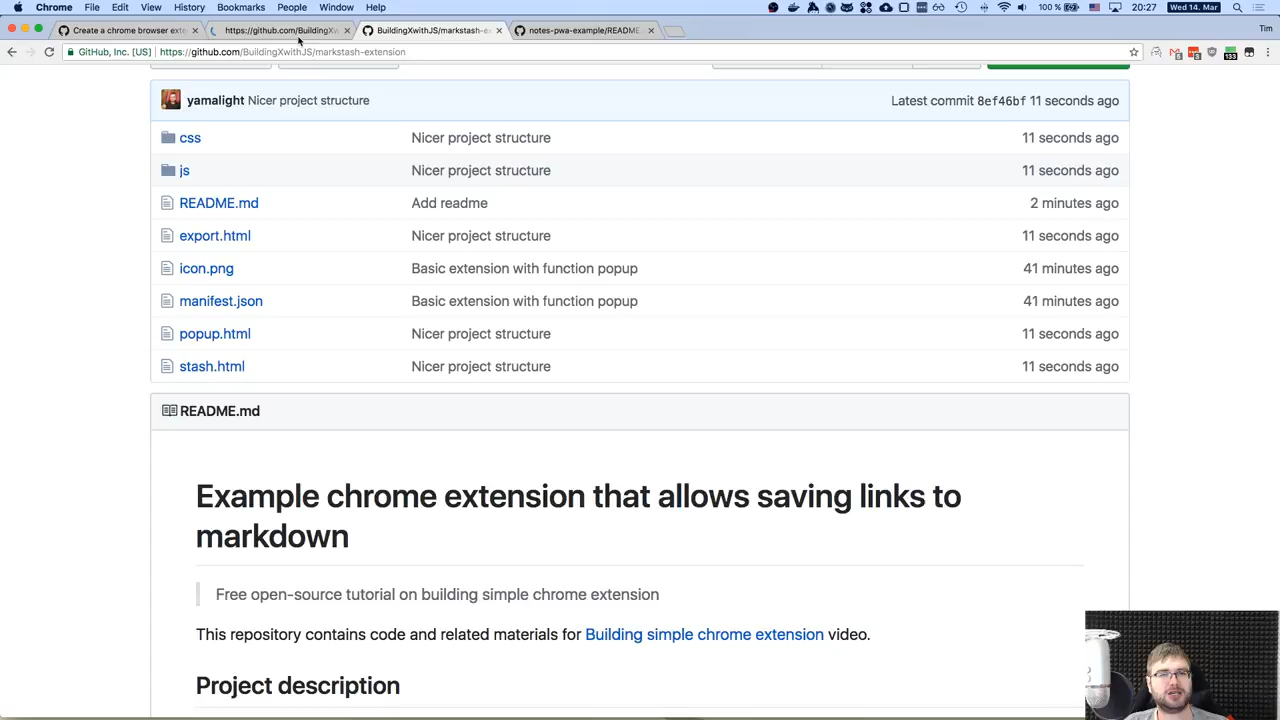 Chrome File Edit View History Bookmarks People Window Help 100 % 20:27 Wed 14. Mar
Create a chrome browser exte × https://github.com/BuildingXw × BuildingXwithJS/markstash-ex × notes-pwa-example/README. × Tim
GitHub, Inc. [US] https://github.com/BuildingXwithJS/markstash-extension
yamalight Nicer project structure Latest commit 8ef46bf 11 seconds ago
css Nicer project structure 11 seconds ago
js Nicer project structure 11 seconds ago
README.md Add readme 2 minutes ago
export.html Nicer project structure 11 seconds ago
icon.png Basic extension with function popup 41 minutes ago
manifest.json Basic extension with function popup 41 minutes ago
popup.html Nicer project structure 11 seconds ago
stash.html Nicer project structure 11 seconds ago
README.md
Example chrome extension that allows saving links to
markdown
Free open-source tutorial on building simple chrome extension
This repository contains code and related materials for Building simple chrome extension video.
Project description